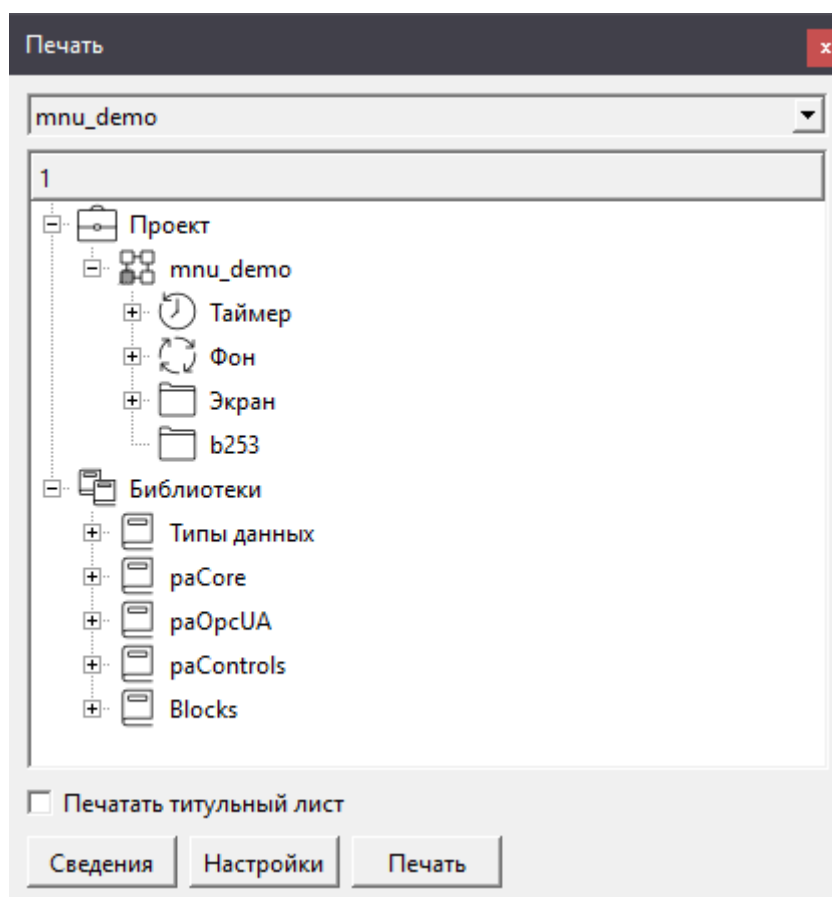 Печать
x
mnu_demo
1
Проект
mnu_demo
Таймер
Фон
Экран
b253
Библиотеки
Типы данных
paCore
paOpcUA
paControls
Blocks
Печатать титульный лист
Сведения Настройки Печать